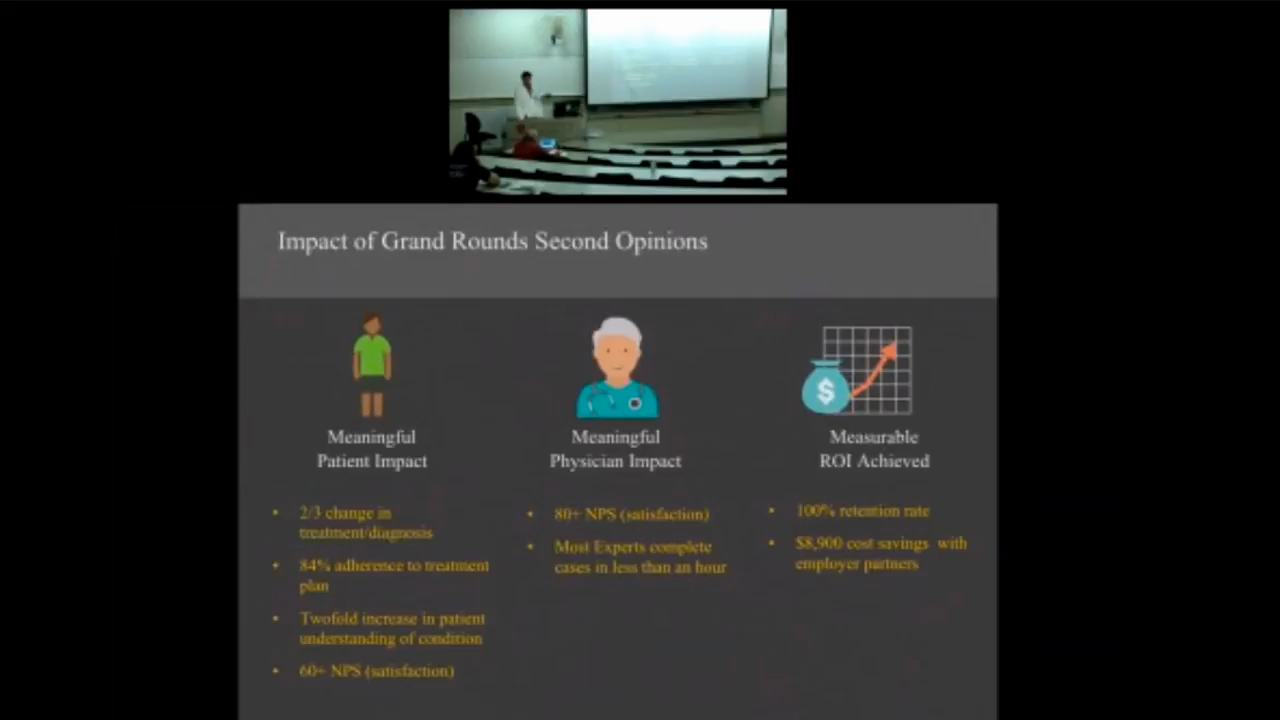 Impact of Grand Rounds Second Opinions
$
Meaningful
Patient Impact
• 2/3 change in
treatment/diagnosis
• 84% adherence to treatment
plan
• Twofold increase in patient
understanding of condition
• 60+ NPS (satisfaction)
Meaningful
Physician Impact
• 80+ NPS (satisfaction)
• Most Experts complete
cases in less than an hour
Measurable
ROI Achieved
• 100% retention rate
• $8,900 cost savings with
employer partners